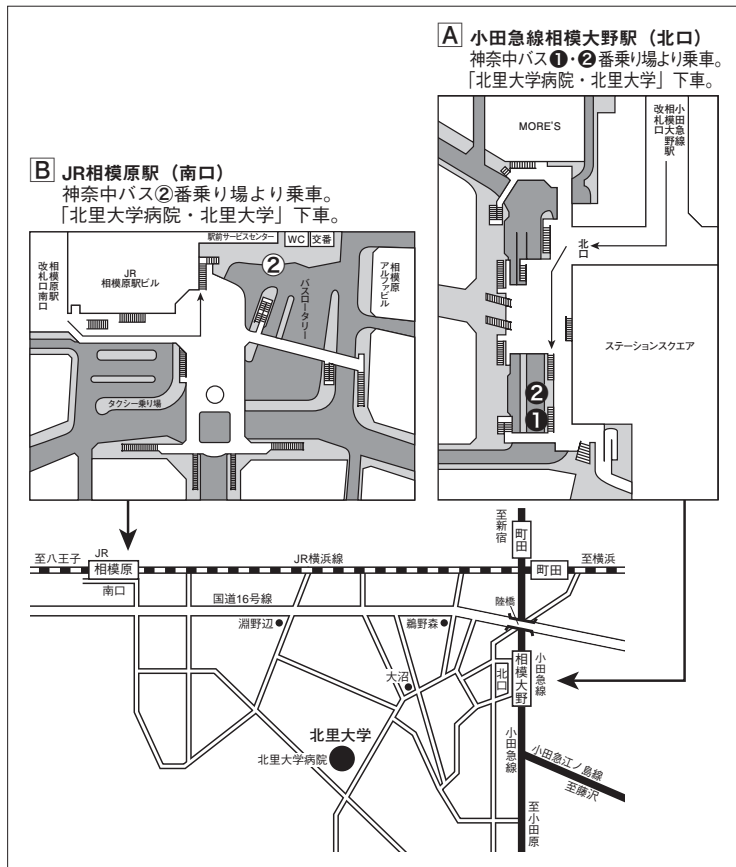 A 小田急線相模大野駅（北口）
神奈中バス❶・❷番乗り場より乗車。
「北里大学病院・北里大学」下車。
MORE'S
小田急線
相模大野駅
改札口
北口
ステーションスクエア
❷
❶
B JR相模原駅（南口）
神奈中バス②番乗り場より乗車。
「北里大学病院・北里大学」下車。
駅前サービスセンター
WC
交番
②
相模原駅
改札口南口
JR
相模原駅ビル
バスロータリー
相模原
アルファビル
タクシー乗り場
至新宿
町田
至八王子
JR
相模原
JR横浜線
町田
至横浜
南口
国道16号線
陸橋
淵野辺
鵜野森
大沼
北口
相模大野
小田急線
北里大学
北里大学病院
小田急線
小田急江ノ島線
至藤沢
至小田原